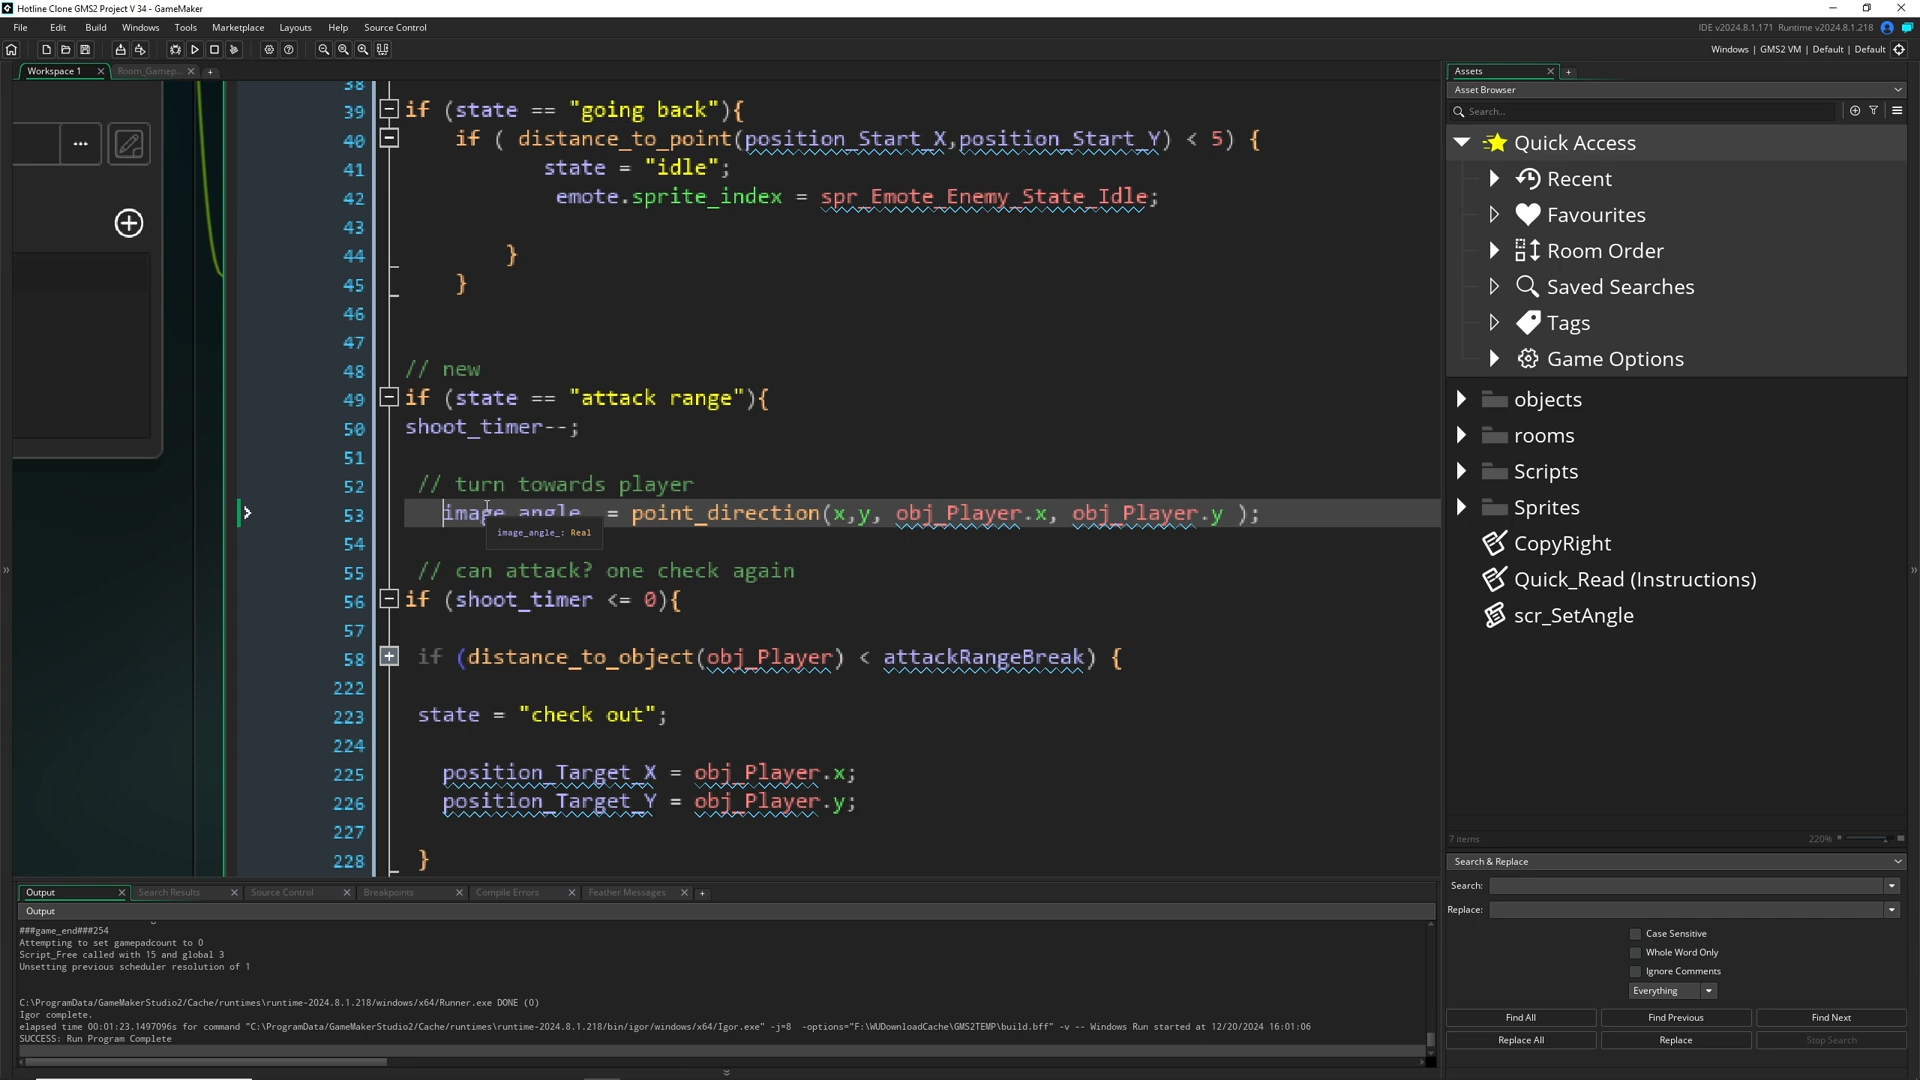 Hotline Clone GMS2 Project V 34 - GameMaker
File Edit Build Windows Tools Marketplace Layouts Help Source Control
IDE v2024.8.1.171 Runtime v2024.8.1.218
Windows | GMS2 VM | Default | Default
Workspace 1
Room_Gamep...
38
39 if (state == "going back"){
40 if ( distance_to_point(position_Start_X,position_Start_Y) < 5) {
41 state = "idle";
42 emote.sprite_index = spr_Emote_Enemy_State_Idle;
43
44 }
45 }
46
47
48 // new
49 if (state == "attack range"){
50 shoot_timer--;
51
52 // turn towards player
53 image_angle_ = point_direction(x,y, obj_Player.x, obj_Player.y );
image_angle_: Real
54
55 // can attack? one check again
56 if (shoot_timer <= 0){
57
58 if (distance_to_object(obj_Player) < attackRangeBreak) {
222
223 state = "check out";
224
225 position_Target_X = obj_Player.x;
226 position_Target_Y = obj_Player.y;
227
228 }
Assets
Asset Browser
Search...
Quick Access
Recent
Favourites
Room Order
Saved Searches
Tags
Game Options
objects
rooms
Scripts
Sprites
CopyRight
Quick_Read (Instructions)
scr_SetAngle
7 items
220%
Search & Replace
Search:
Replace:
Case Sensitive
Whole Word Only
Ignore Comments
Everything
Find All Find Previous Find Next
Replace All Replace Stop Search
Output Search Results Source Control Breakpoints Compile Errors Feather Messages
Output
###game_end###254
Attempting to set gamepadcount to 0
Script_Free called with 15 and global 3
Unsetting previous scheduler resolution of 1
C:\ProgramData/GameMakerStudio2/Cache/runtimes\runtime-2024.8.1.218/windows/x64/Runner.exe DONE (0)
Igor complete.
elapsed time 00:01:23.1497096s for command "C:\ProgramData/GameMakerStudio2/Cache/runtimes\runtime-2024.8.1.218/bin/igor/windows/x64/Igor.exe" -j=8 -options="F:\WUDownloadCache\GMS2TEMP\build.bff" -v -- Windows Run started at 12/20/2024 16:01:06
SUCCESS: Run Program Complete